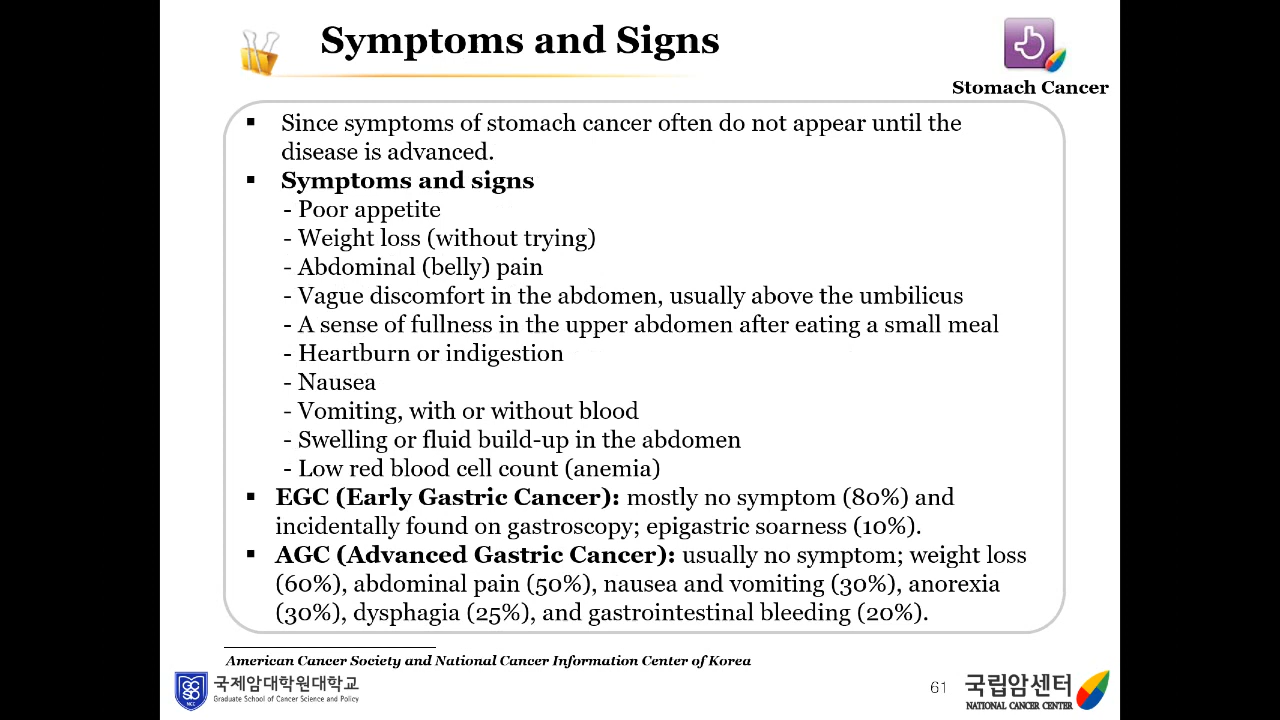 Symptoms and Signs
Stomach Cancer
▪ Since symptoms of stomach cancer often do not appear until the
disease is advanced.
▪ Symptoms and signs
- Poor appetite
- Weight loss (without trying)
- Abdominal (belly) pain
- Vague discomfort in the abdomen, usually above the umbilicus
- A sense of fullness in the upper abdomen after eating a small meal
- Heartburn or indigestion
- Nausea
- Vomiting, with or without blood
- Swelling or fluid build-up in the abdomen
- Low red blood cell count (anemia)
▪ EGC (Early Gastric Cancer): mostly no symptom (80%) and
incidentally found on gastroscopy; epigastric soarness (10%).
▪ AGC (Advanced Gastric Cancer): usually no symptom; weight loss
(60%), abdominal pain (50%), nausea and vomiting (30%), anorexia
(30%), dysphagia (25%), and gastrointestinal bleeding (20%).
American Cancer Society and National Cancer Information Center of Korea
국제암대학원대학교
Graduate School of Cancer Science and Policy
61
국립암센터
NATIONAL CANCER CENTER